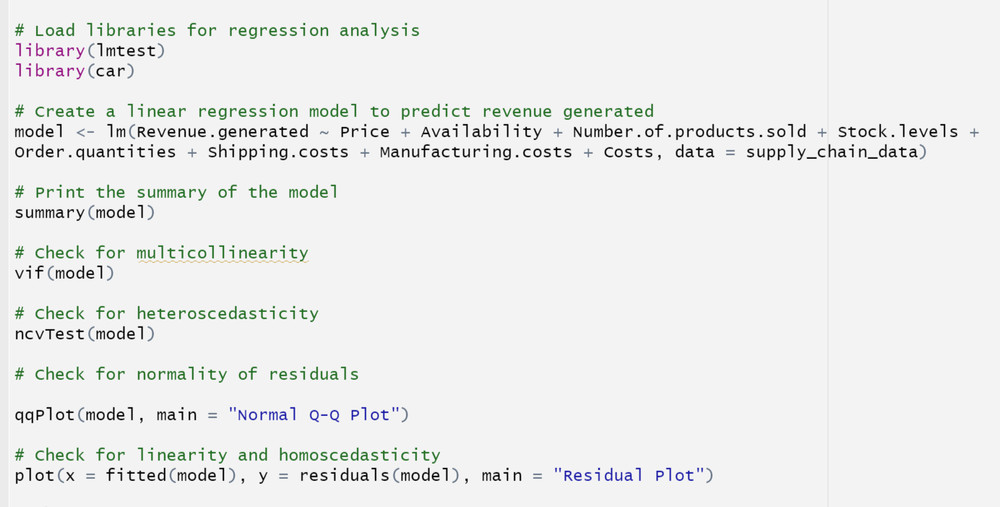 # Load libraries for regression analysis
library(lmtest)
library(car)
# Create a linear regression model to predict revenue generated
model <- lm(Revenue.generated ~ Price + Availability + Number.of.products.sold + Stock.levels +
Order.quantities + Shipping.costs + Manufacturing.costs + Costs, data = supply_chain_data)
# Print the summary of the model
summary(model)
# Check for multicollinearity
vif(model)
# Check for heteroscedasticity
ncvTest(model)
# Check for normality of residuals
qqPlot(model, main = "Normal Q-Q Plot")
# Check for linearity and homoscedasticity
plot(x = fitted(model), y = residuals(model), main = "Residual Plot")